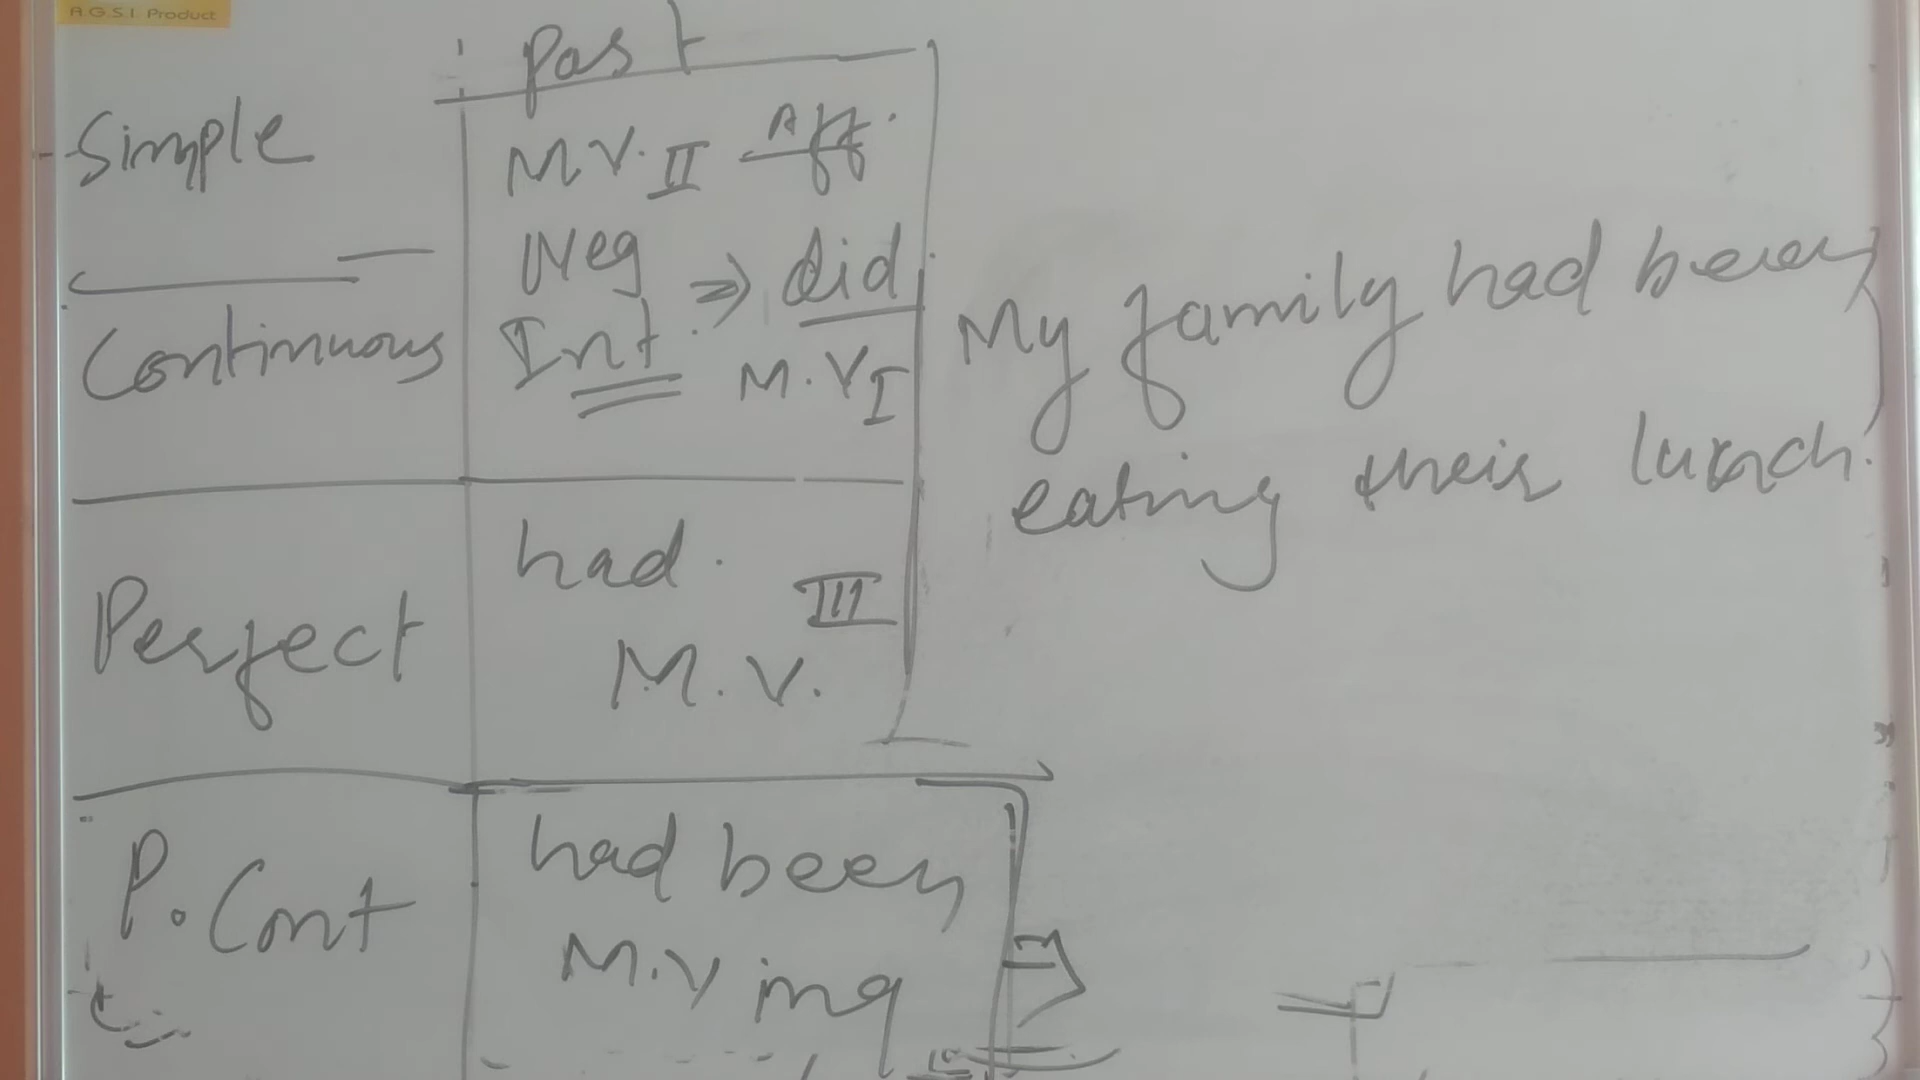 A.G.S.I. Product
Past
Simple
M.V. II Aff.
Neg
Int. ⇒ did
M.V I
Continuous
Perfect
had.
III
M.V.
P. Cont
had been
M.V ing
My family had been
eating their lunch.